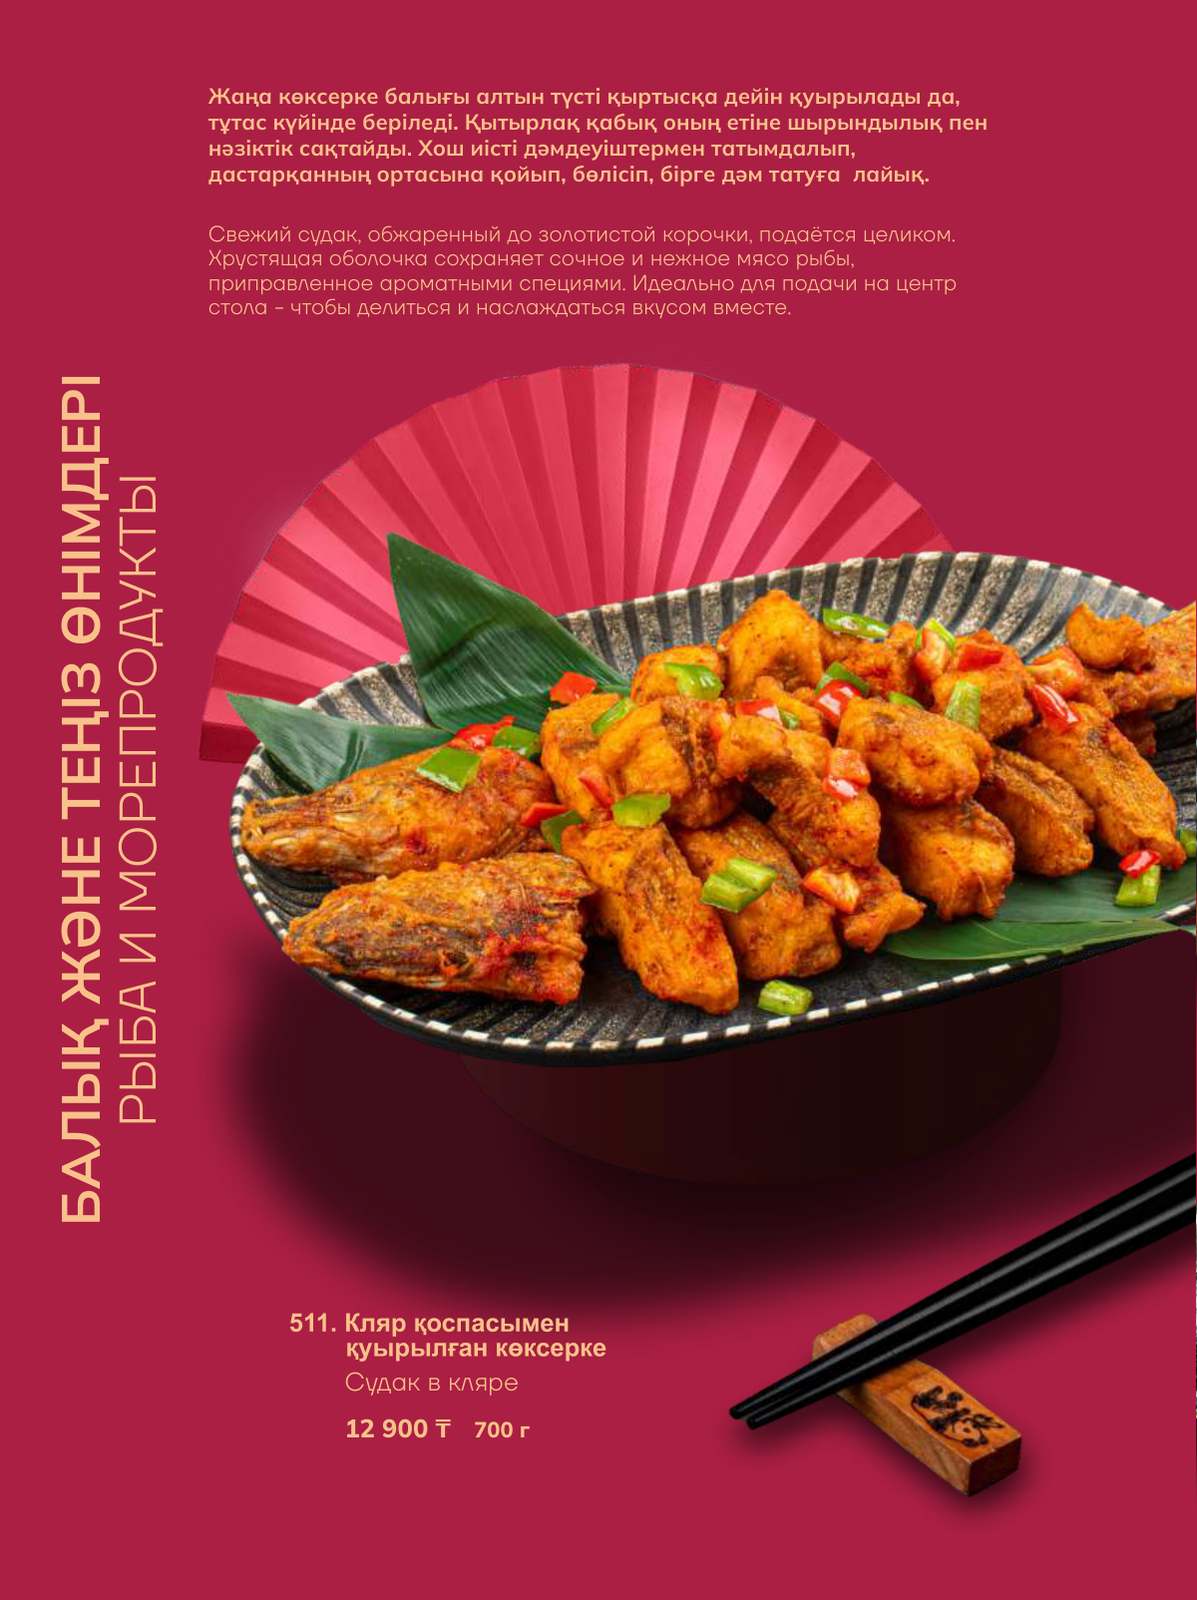 Жаңа көксерке балығы алтын түсті қыртысқа дейін қуырылады да,
тұтас күйінде беріледі. Қытырлақ қабық оның етіне шырындылық пен
нәзіктік сақтайды. Хош иісті дәмдеуіштермен татымдалып,
дастарқанның ортасына қойып, бөлісіп, бірге дәм татуға лайық.
Свежий судак, обжаренный до золотистой корочки, подаётся целиком.
Хрустящая оболочка сохраняет сочное и нежное мясо рыбы,
приправленное ароматными специями. Идеально для подачи на центр
стола - чтобы делиться и наслаждаться вкусом вместе.
БАЛЫҚ ЖӘНЕ ТЕҢІЗ ӨНІМДЕРІ
РЫБА И МОРЕПРОДУКТЫ
511. Кляр қоспасымен
қуырылған көксерке
Судак в кляре
12 900 ₸ 700 г